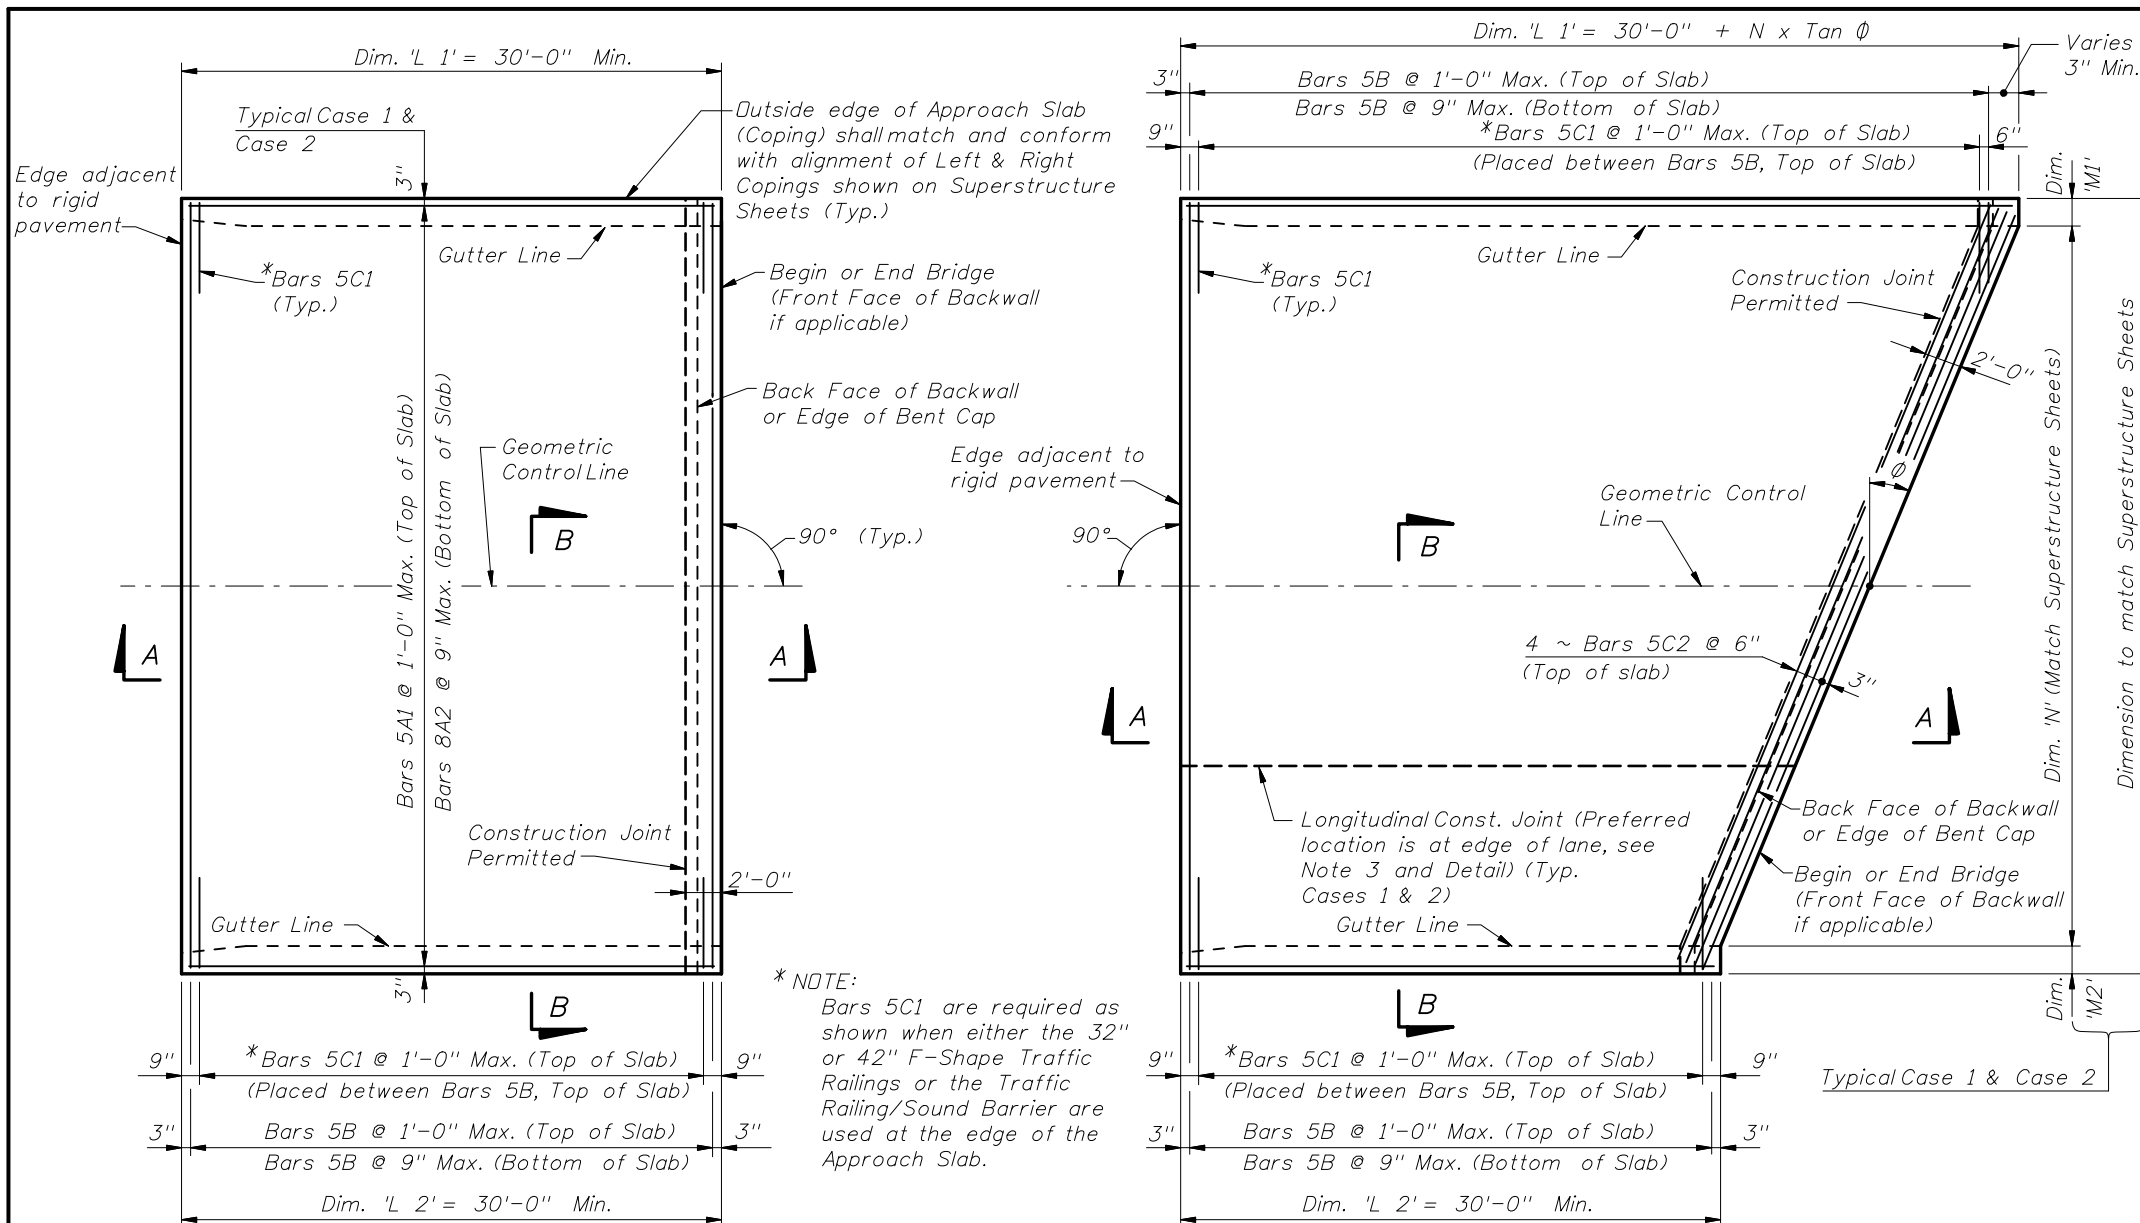 Dim. 'L 1' = 30'-0" Min.
Typical Case 1 &
Case 2
Edge adjacent
to rigid
pavement
3"
Outside edge of Approach Slab
(Coping) shall match and conform
with alignment of Left & Right
Copings shown on Superstructure
Sheets (Typ.)
Gutter Line
*Bars 5C1
(Typ.)
Begin or End Bridge
(Front Face of Backwall
if applicable)
Back Face of Backwall
or Edge of Bent Cap
Geometric
Control Line
B
90° (Typ.)
Bars 5A1 @ 1'-0" Max. (Top of Slab)
Bars 8A2 @ 9" Max. (Bottom of Slab)
A
A
Construction Joint
Permitted
2'-0"
Gutter Line
3"
B
9"
*Bars 5C1 @ 1'-0" Max. (Top of Slab)
(Placed between Bars 5B, Top of Slab)
9"
3"
Bars 5B @ 1'-0" Max. (Top of Slab)
Bars 5B @ 9" Max. (Bottom of Slab)
3"
Dim. 'L 2' = 30'-0" Min.
* NOTE:
Bars 5C1 are required as
shown when either the 32"
or 42" F-Shape Traffic
Railings or the Traffic
Railing/Sound Barrier are
used at the edge of the
Approach Slab.
Dim. 'L 1' = 30'-0" + N x Tan ϕ
Varies
3" Min.
3"
Bars 5B @ 1'-0" Max. (Top of Slab)
Bars 5B @ 9" Max. (Bottom of Slab)
9"
*Bars 5C1 @ 1'-0" Max. (Top of Slab)
(Placed between Bars 5B, Top of Slab)
6"
Dim.
'M1'
Gutter Line
*Bars 5C1
(Typ.)
Construction Joint
Permitted
2'-0"
Edge adjacent to
rigid pavement
90°
ϕ
Geometric Control
Line
B
4 ~ Bars 5C2 @ 6"
(Top of slab)
3"
A
A
Dim. 'N' (Match Superstructure Sheets)
Dimension to match Superstructure Sheets
Longitudinal Const. Joint (Preferred
location is at edge of lane, see
Note 3 and Detail) (Typ.
Cases 1 & 2)
Back Face of Backwall
or Edge of Bent Cap
Begin or End Bridge
(Front Face of Backwall
if applicable)
Gutter Line
Dim.
'M2'
B
9"
*Bars 5C1 @ 1'-0" Max. (Top of Slab)
(Placed between Bars 5B, Top of Slab)
9"
Typical Case 1 & Case 2
3"
Bars 5B @ 1'-0" Max. (Top of Slab)
Bars 5B @ 9" Max. (Bottom of Slab)
3"
Dim. 'L 2' = 30'-0" Min.